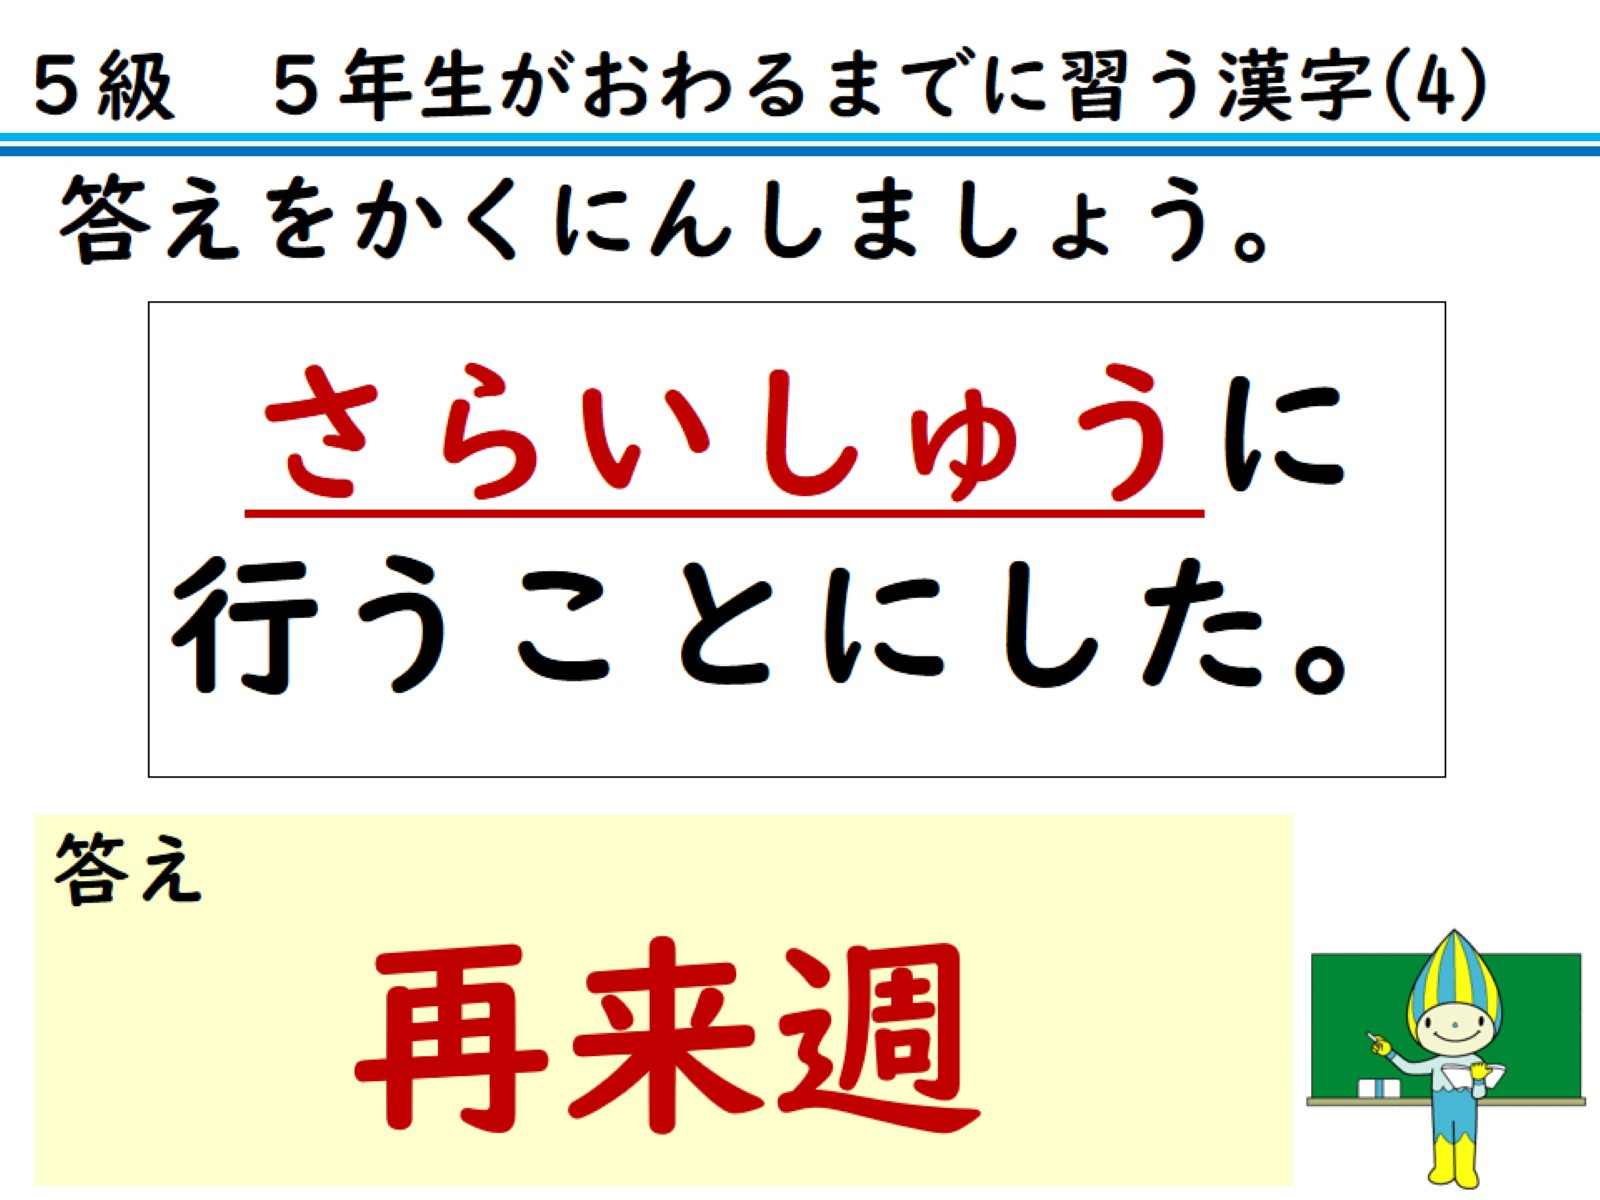 ５級　５年生がおわるまでに習う漢字(4)
答えをかくにんしましょう。
さらいしゅうに
行うことにした。
答え
再来週